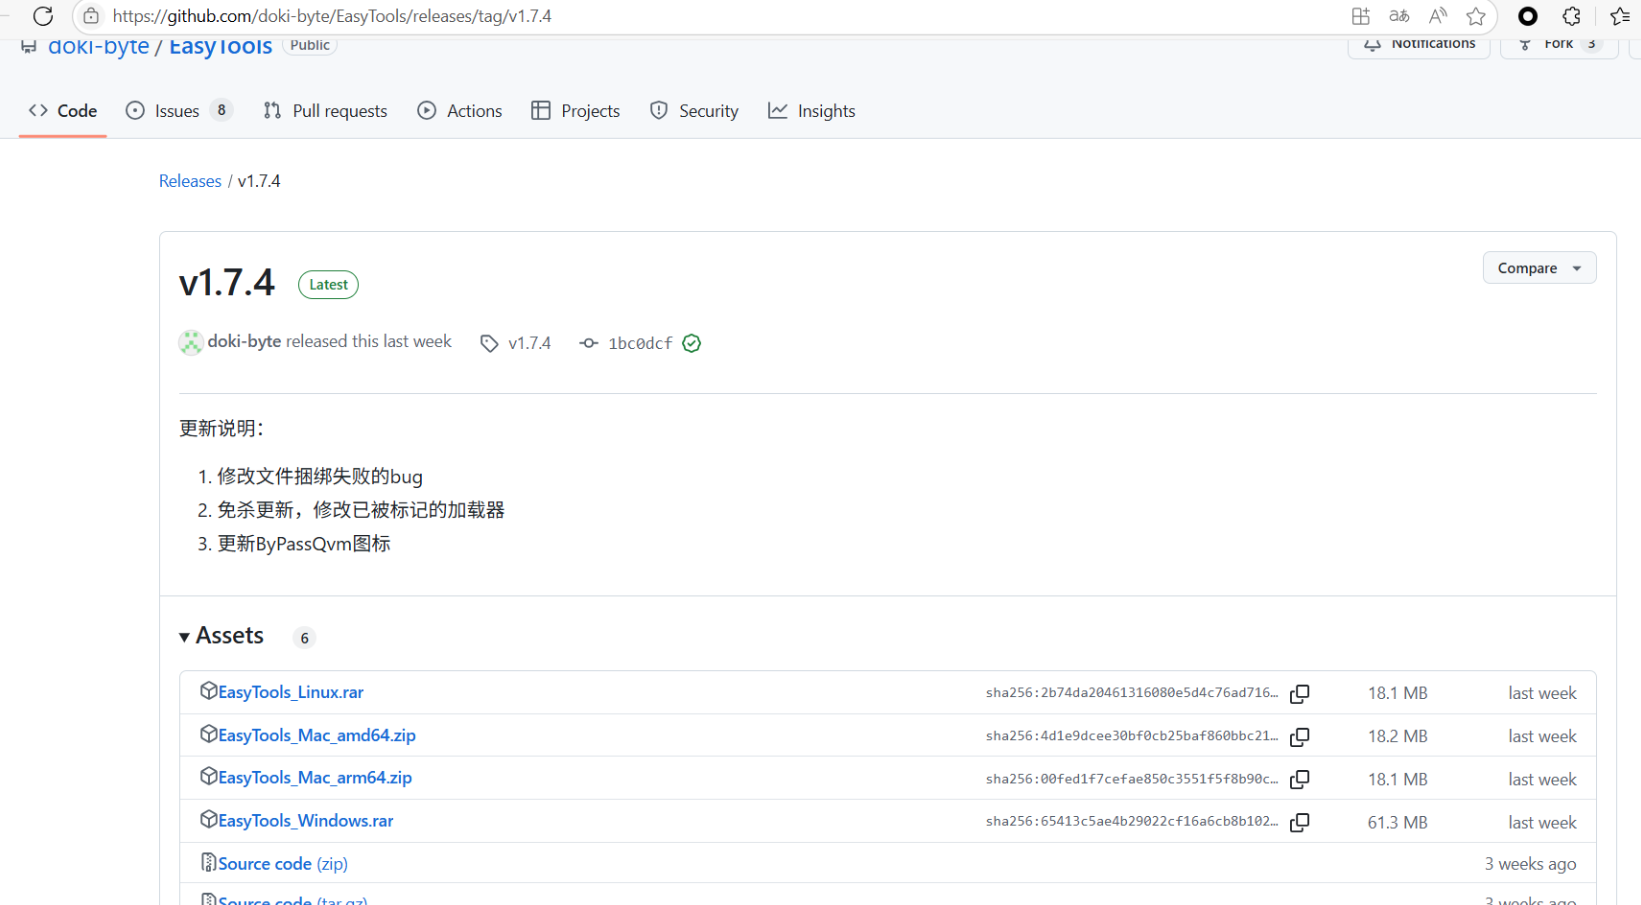 https://github.com/doki-byte/EasyTools/releases/tag/v1.7.4
doki-byte / EasyTools Public
Notifications
Fork 3
Code
Issues 8
Pull requests
Actions
Projects
Security
Insights
Releases / v1.7.4
v1.7.4 Latest
Compare
doki-byte released this last week v1.7.4 1bc0dcf
更新说明：
1. 修改文件捆绑失败的bug
2. 免杀更新，修改已被标记的加载器
3. 更新ByPassQvm图标
Assets 6
EasyTools_Linux.rar sha256:2b74da20461316080e5d4c76ad716… 18.1 MB last week
EasyTools_Mac_amd64.zip sha256:4d1e9dcee30bf0cb25baf860bbc21… 18.2 MB last week
EasyTools_Mac_arm64.zip sha256:00fed1f7cefae850c3551f5f8b90c… 18.1 MB last week
EasyTools_Windows.rar sha256:65413c5ae4b29022cf16a6cb8b102… 61.3 MB last week
Source code (zip) 3 weeks ago
Source code (tar.gz) 3 weeks ago